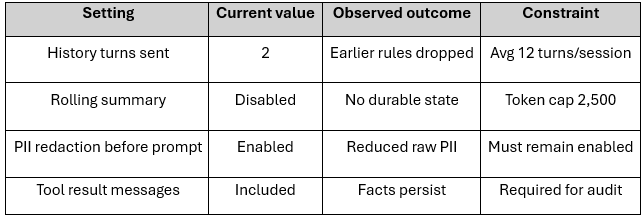 Setting Current value Observed outcome Constraint
History turns sent 2 Earlier rules dropped Avg 12 turns/session
Rolling summary Disabled No durable state Token cap 2,500
PII redaction before prompt Enabled Reduced raw PII Must remain enabled
Tool result messages Included Facts persist Required for audit